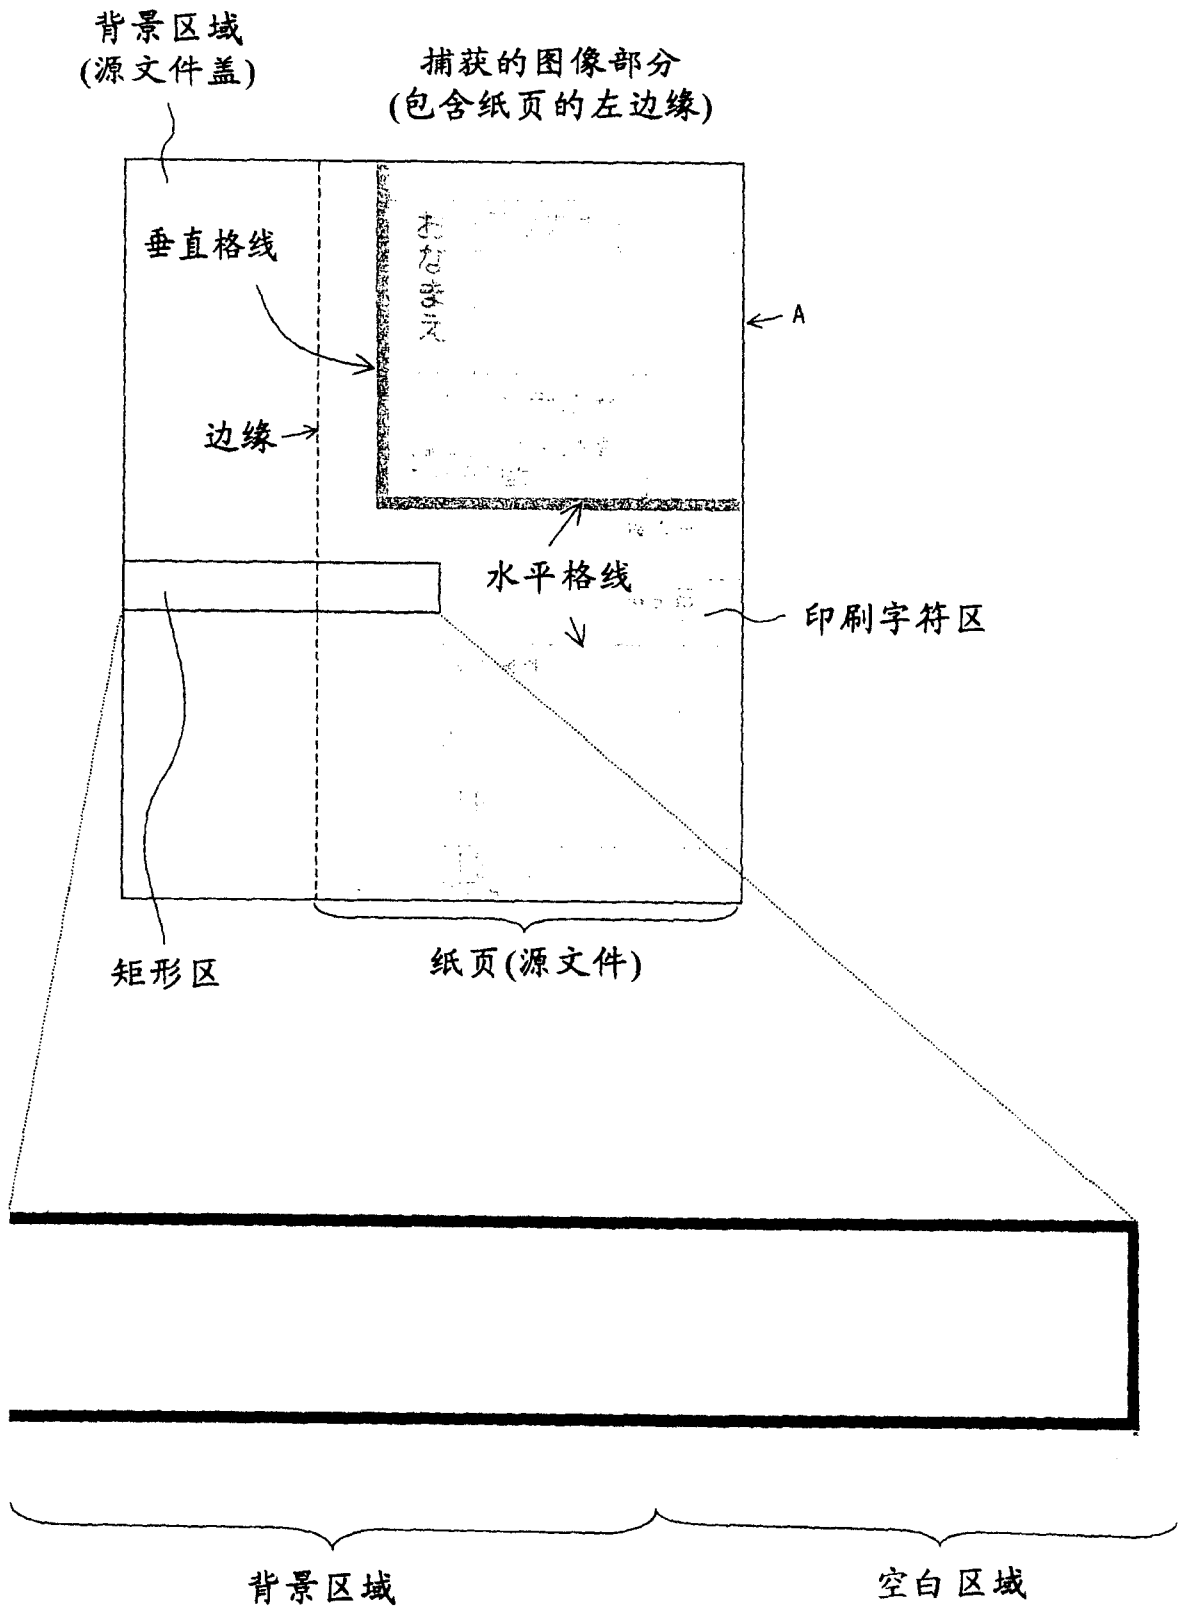 背景区域
(源文件盖)
捕获的图像部分
(包含纸页的左边缘)
垂直格线
おなまえ
A
边缘
水平格线
印刷字符区
矩形区
纸页(源文件)
背景区域
空白区域